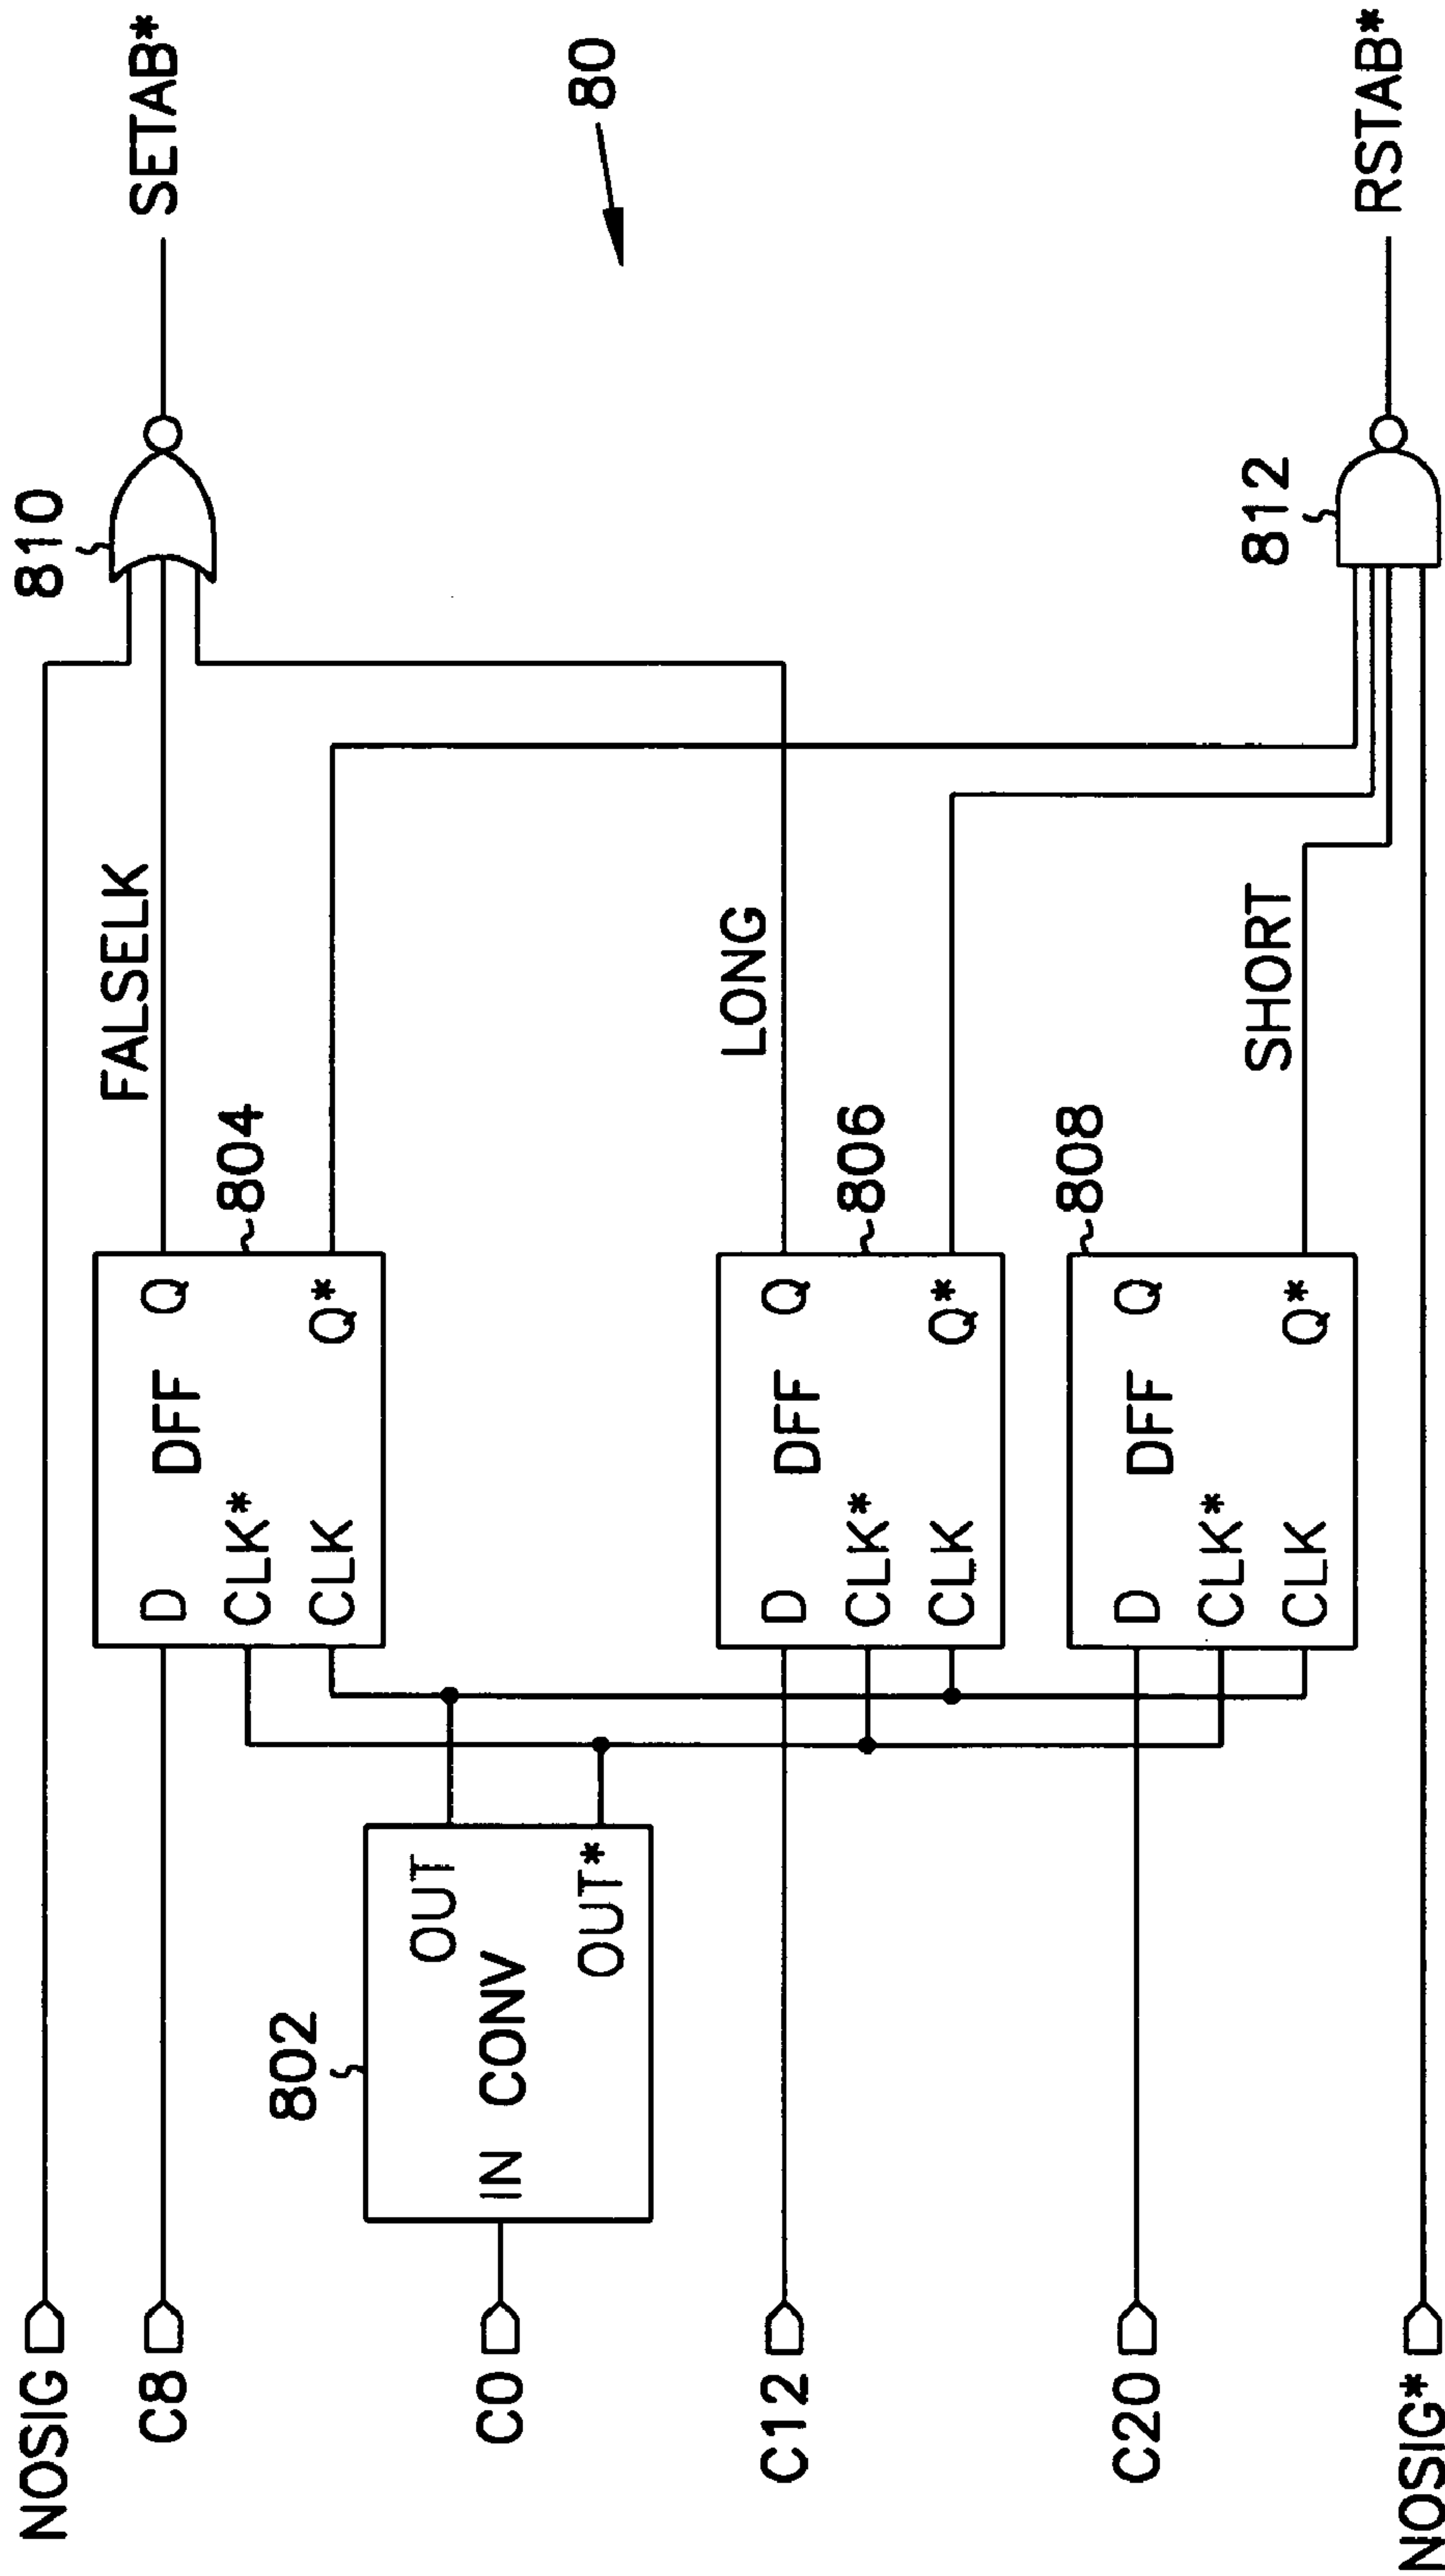 NOSIG
C8
C0
C12
C20
NOSIG*
802
IN CONV
OUT
OUT*
D DFF Q
CLK*
CLK Q*
804
D DFF Q
CLK*
CLK Q*
806
D DFF Q
CLK*
CLK Q*
808
FALSELK
LONG
SHORT
810
812
SETAB*
80
RSTAB*